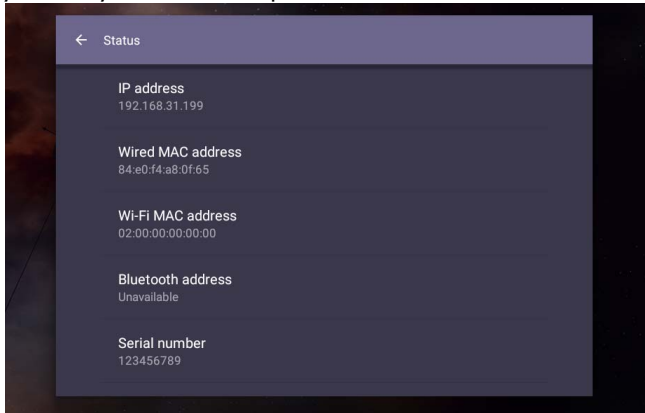 Status
IP address
192.168.31.199
Wired MAC address
84:e0:f4:a8:0f:65
Wi-Fi MAC address
02:00:00:00:00:00
Bluetooth address
Unavailable
Serial number
123456789